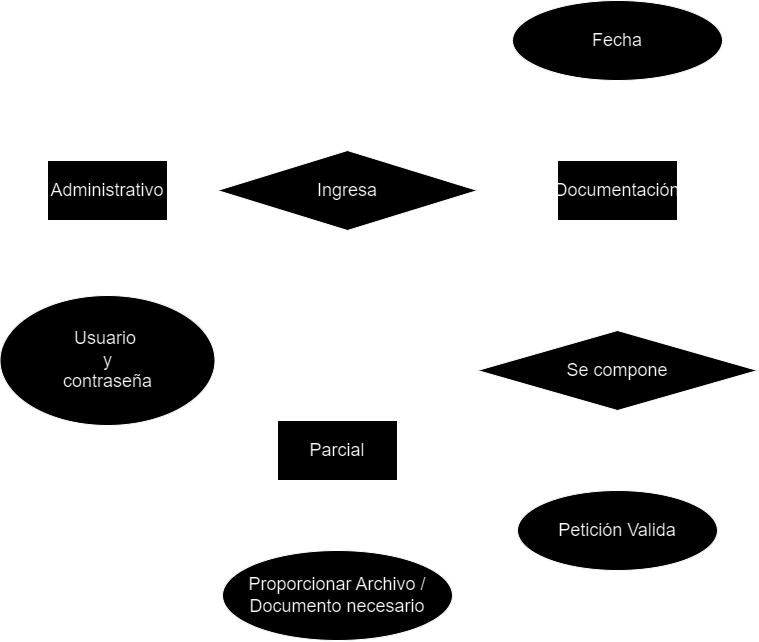 Fecha
Administrativo
Ingresa
Documentación
Usuario
y
contraseña
Se compone
Parcial
Petición Valida
Proporcionar Archivo /
Documento necesario